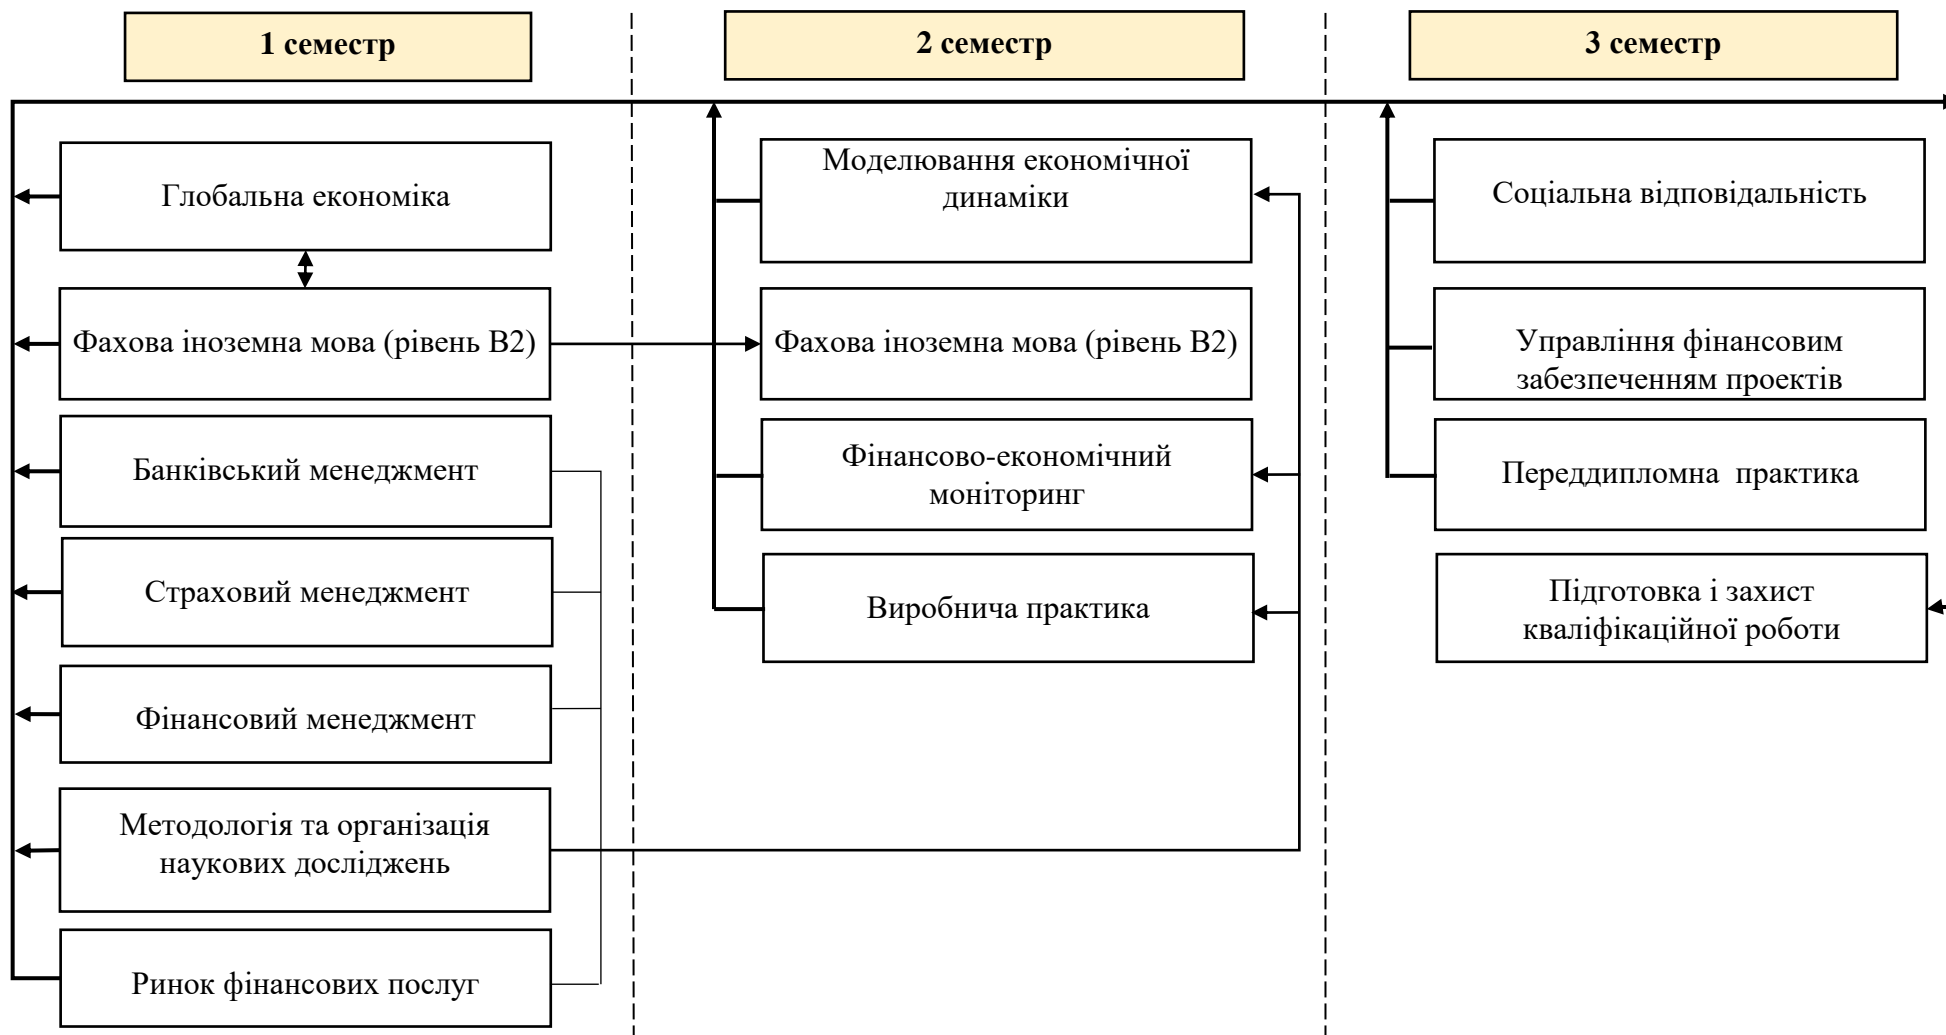 1 семестр
2 семестр
3 семестр
Глобальна економіка
Фахова іноземна мова (рівень В2)
Банківський менеджмент
Страховий менеджмент
Фінансовий менеджмент
Методологія та організація
наукових досліджень
Ринок фінансових послуг
Моделювання економічної
динаміки
Фахова іноземна мова (рівень В2)
Фінансово-економічний
моніторинг
Виробнича практика
Соціальна відповідальність
Управління фінансовим
забезпеченням проектів
Переддипломна практика
Підготовка і захист
кваліфікаційної роботи